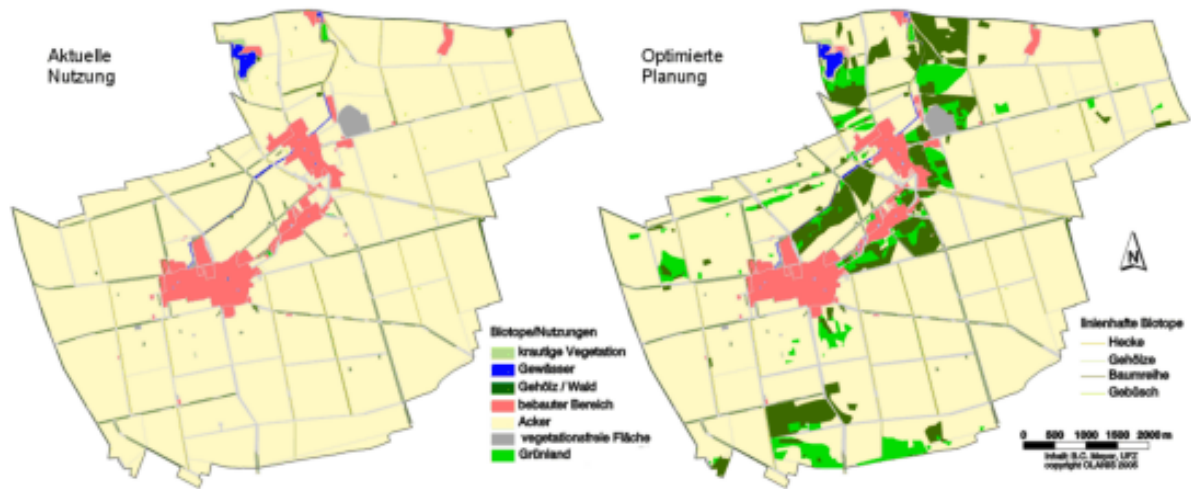 Aktuelle
Nutzung
Optimierte
Planung
Biotope/Nutzungen
krautige Vegetation
Gewässer
Gehölz / Wald
bebauter Bereich
Acker
vegetationsfreie Fläche
Grünland
N
linienhafte Biotope
Hecke
Gehölze
Baumreihe
Gebüsch
0 500 1000 1500 2000 m
Inhalt: B.C. Meyer, UFZ
copyright OLANIS 2005